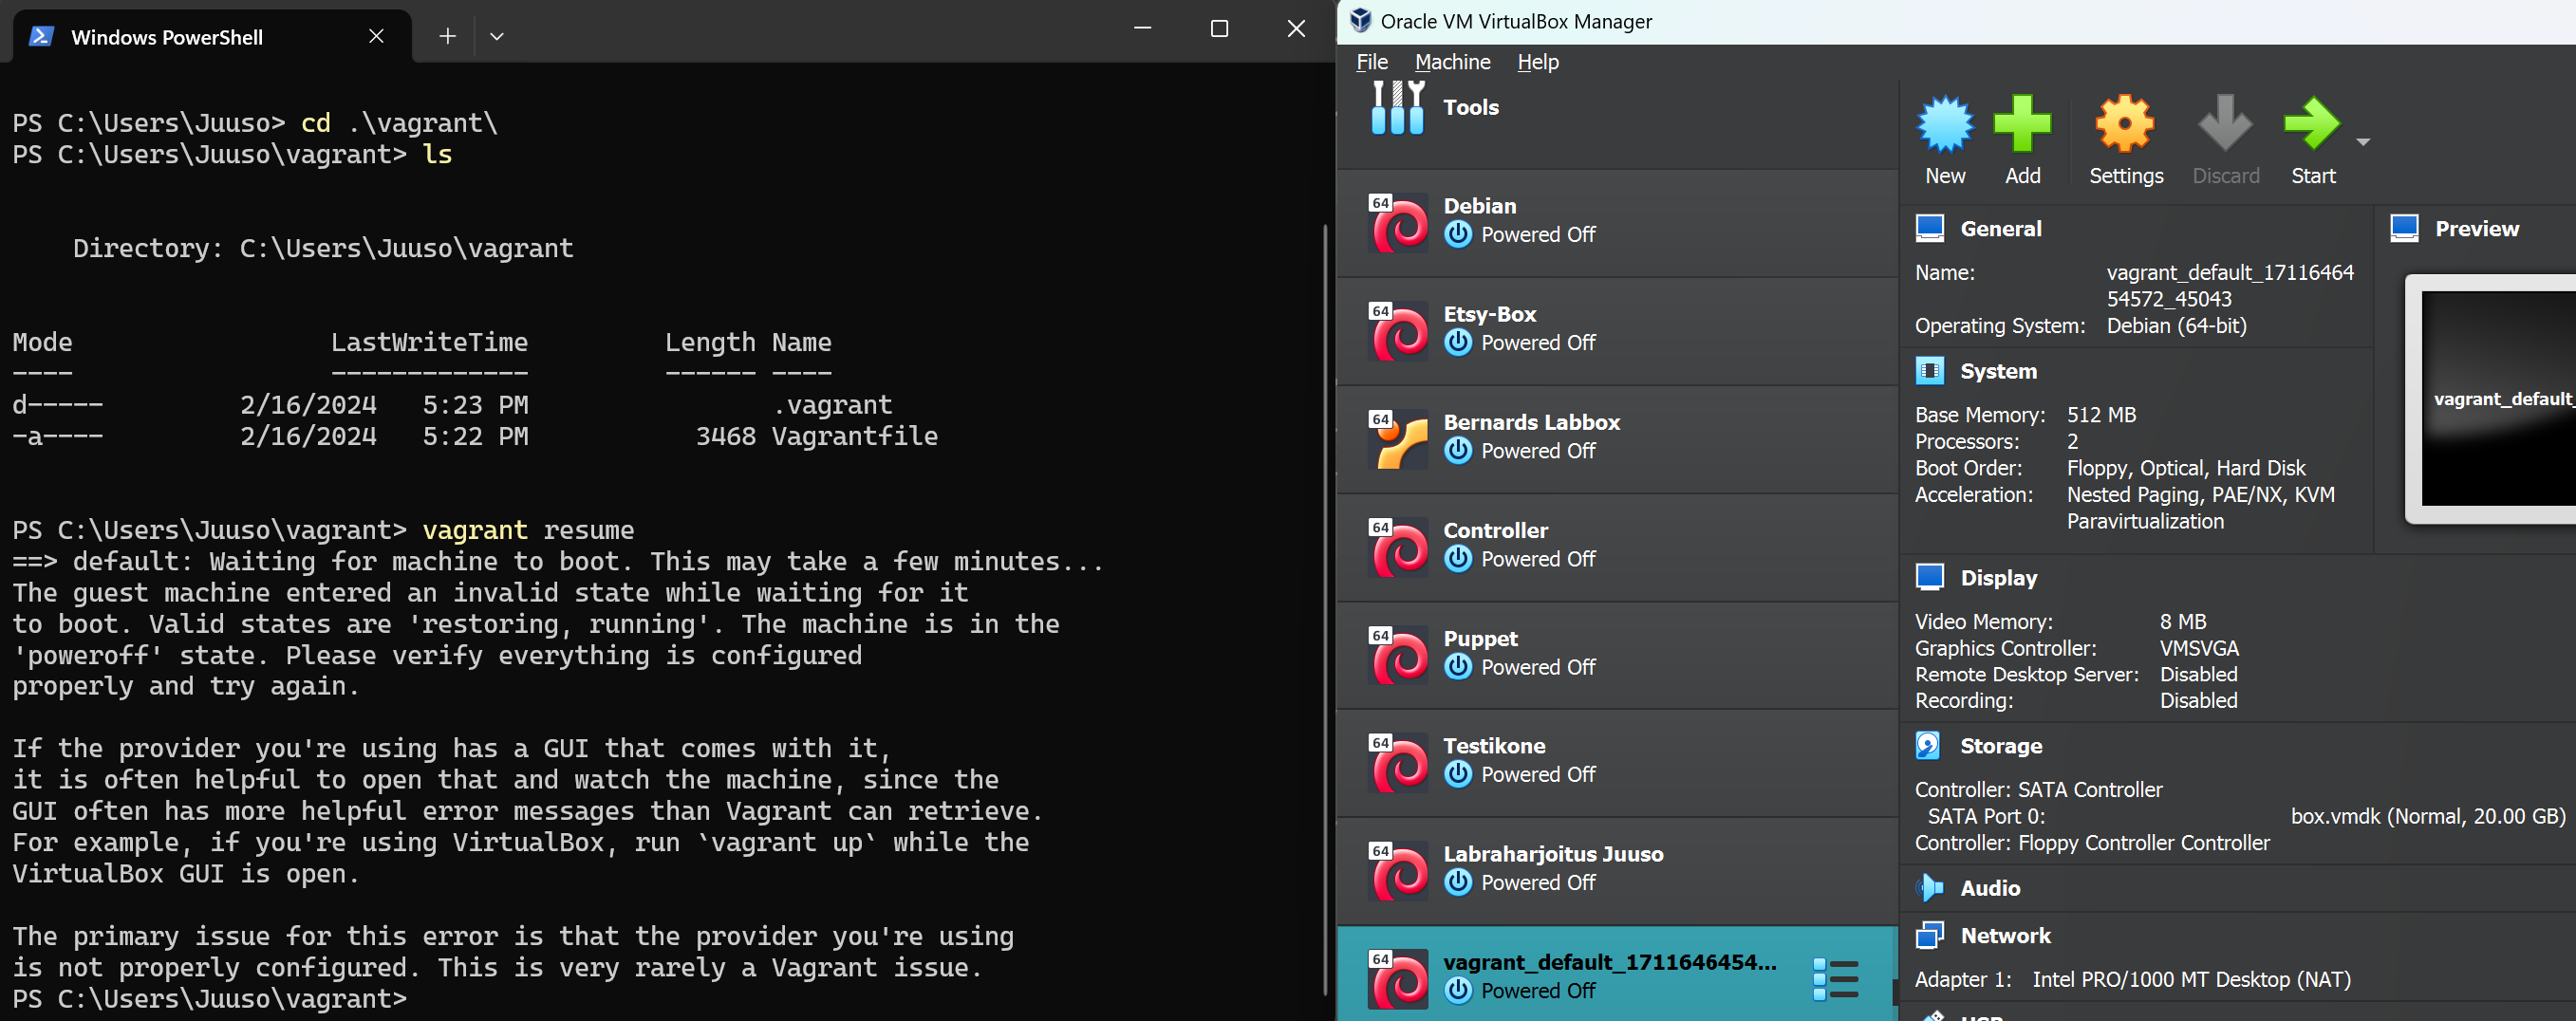 Windows PowerShell
PS C:\Users\Juuso> cd .\vagrant\
PS C:\Users\Juuso\vagrant> ls
Directory: C:\Users\Juuso\vagrant
Mode LastWriteTime Length Name
---- ------------- ------ ----
d----- 2/16/2024 5:23 PM .vagrant
-a---- 2/16/2024 5:22 PM 3468 Vagrantfile
PS C:\Users\Juuso\vagrant> vagrant resume
==> default: Waiting for machine to boot. This may take a few minutes...
The guest machine entered an invalid state while waiting for it
to boot. Valid states are 'restoring, running'. The machine is in the
'poweroff' state. Please verify everything is configured
properly and try again.
If the provider you're using has a GUI that comes with it,
it is often helpful to open that and watch the machine, since the
GUI often has more helpful error messages than Vagrant can retrieve.
For example, if you're using VirtualBox, run `vagrant up` while the
VirtualBox GUI is open.
The primary issue for this error is that the provider you're using
is not properly configured. This is very rarely a Vagrant issue.
PS C:\Users\Juuso\vagrant>
Oracle VM VirtualBox Manager
File Machine Help
Tools
64 Debian
Powered Off
64 Etsy-Box
Powered Off
64 Bernards Labbox
Powered Off
64 Controller
Powered Off
64 Puppet
Powered Off
64 Testikone
Powered Off
64 Labraharjoitus Juuso
Powered Off
64 vagrant_default_1711646454...
Powered Off
New Add Settings Discard Start
General
Name: vagrant_default_17116464
54572_45043
Operating System: Debian (64-bit)
System
Base Memory: 512 MB
Processors: 2
Boot Order: Floppy, Optical, Hard Disk
Acceleration: Nested Paging, PAE/NX, KVM
Paravirtualization
Display
Video Memory: 8 MB
Graphics Controller: VMSVGA
Remote Desktop Server: Disabled
Recording: Disabled
Storage
Controller: SATA Controller
SATA Port 0: box.vmdk (Normal, 20.00 GB)
Controller: Floppy Controller Controller
Audio
Network
Adapter 1: Intel PRO/1000 MT Desktop (NAT)
Preview
vagrant_default_